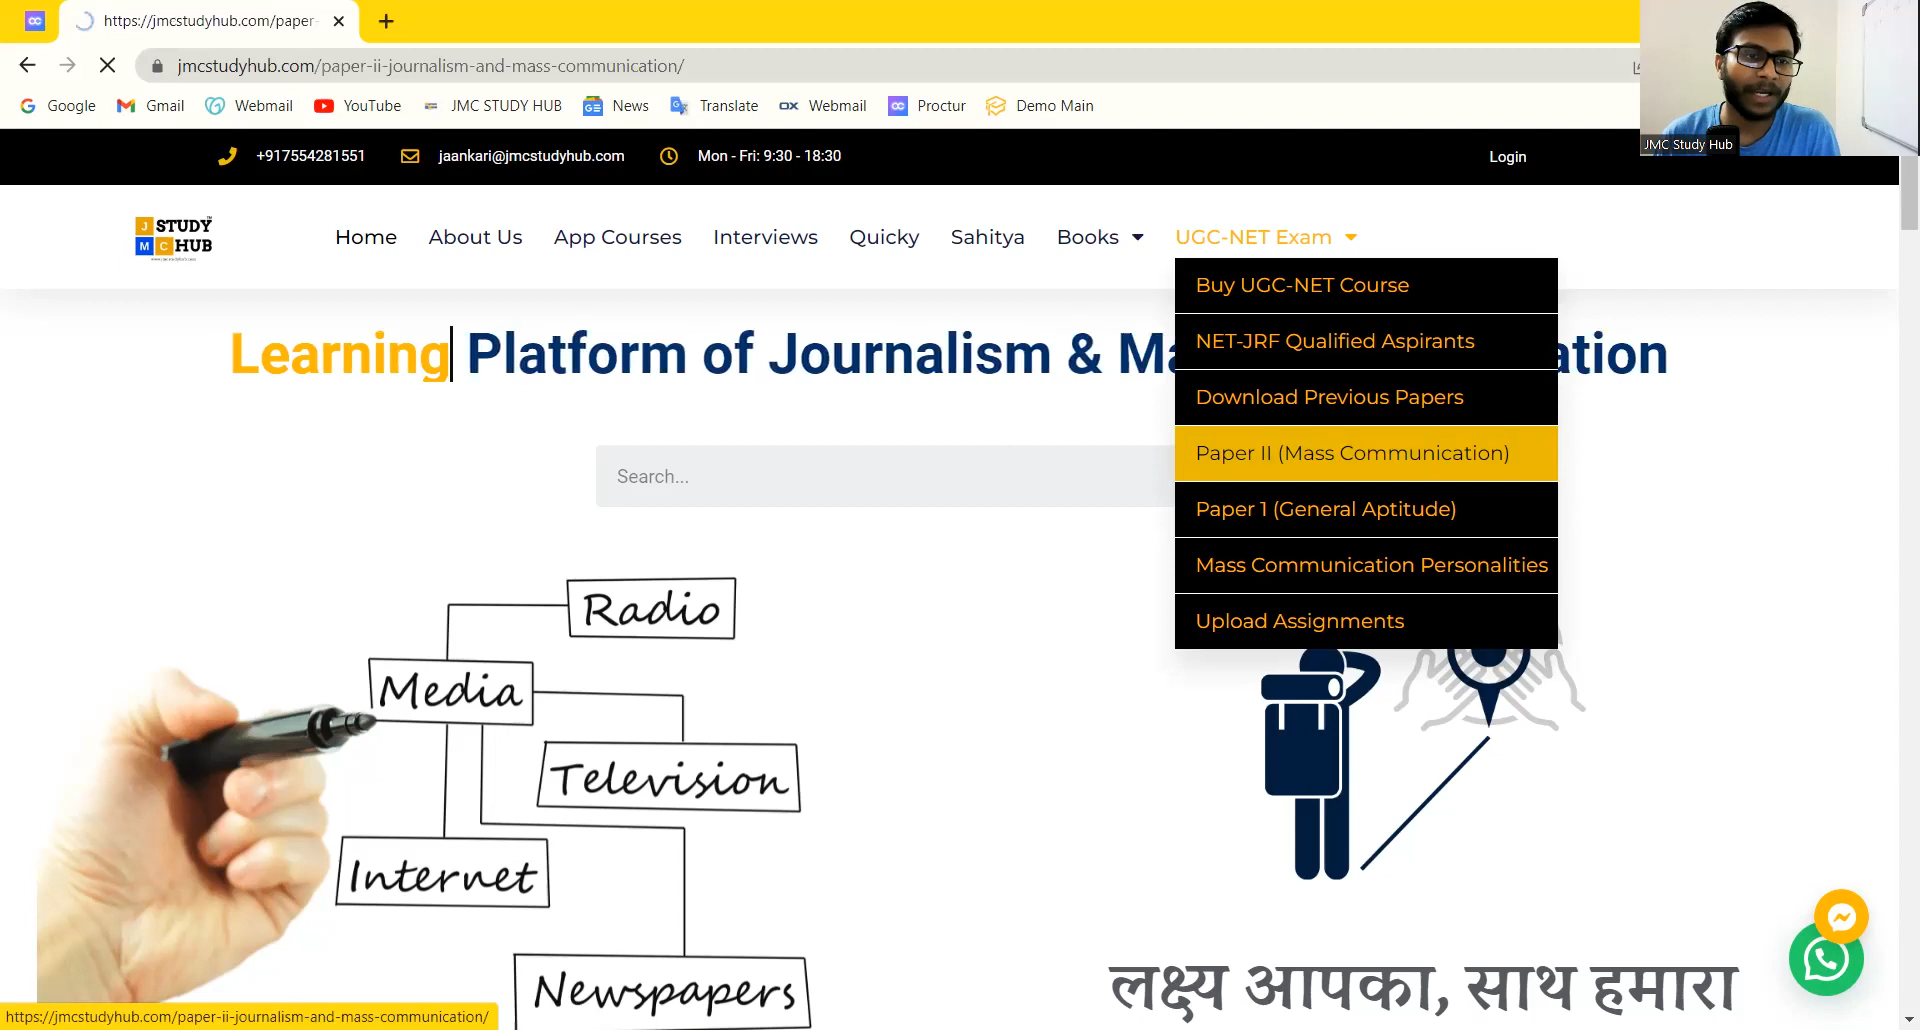 https://jmcstudyhub.com/paper-
jmcstudyhub.com/paper-ii-journalism-and-mass-communication/
Google Gmail Webmail YouTube JMC STUDY HUB News Translate Webmail Proctur Demo Main
JMC Study Hub
+917554281551 jaankari@jmcstudyhub.com Mon - Fri: 9:30 - 18:30 Login
J STUDY
MC HUB
Home About Us App Courses Interviews Quicky Sahitya Books UGC-NET Exam
Buy UGC-NET Course
NET-JRF Qualified Aspirants
Download Previous Papers
Paper II (Mass Communication)
Paper 1 (General Aptitude)
Mass Communication Personalities
Upload Assignments
Learning Platform of Journalism & Ma ation
Search...
Radio
Media
Television
Internet
Newspapers
लक्ष्य आपका, साथ हमारा
https://jmcstudyhub.com/paper-ii-journalism-and-mass-communication/